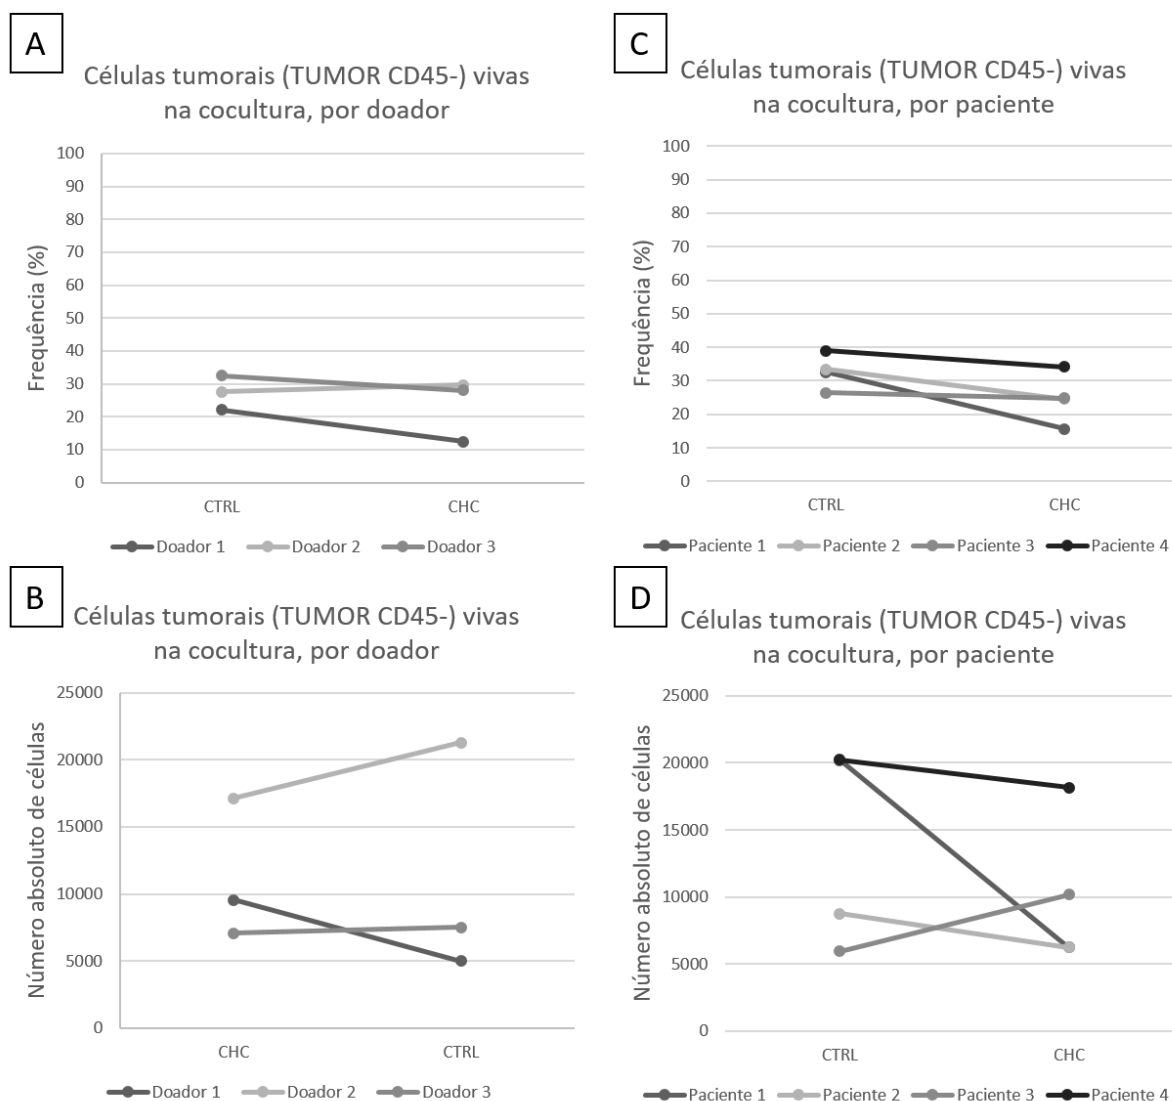 A
Células tumorais (TUMOR CD45-) vivas
na cocultura, por doador
Frequência (%)
100
90
80
70
60
50
40
30
20
10
0
CTRL CHC
Doador 1 Doador 2 Doador 3
C
Células tumorais (TUMOR CD45-) vivas
na cocultura, por paciente
Frequência (%)
100
90
80
70
60
50
40
30
20
10
0
CTRL CHC
Paciente 1 Paciente 2 Paciente 3 Paciente 4
B
Células tumorais (TUMOR CD45-) vivas
na cocultura, por doador
Número absoluto de células
25000
20000
15000
10000
5000
0
CHC CTRL
Doador 1 Doador 2 Doador 3
D
Células tumorais (TUMOR CD45-) vivas
na cocultura, por paciente
Número absoluto de células
25000
20000
15000
10000
5000
0
CTRL CHC
Paciente 1 Paciente 2 Paciente 3 Paciente 4